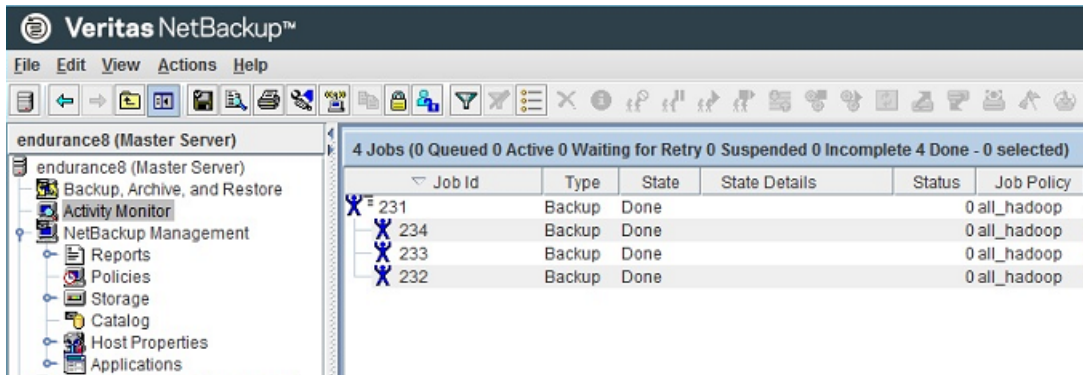 Veritas NetBackup™
File Edit View Actions Help
endurance8 (Master Server)
endurance8 (Master Server)
Backup, Archive, and Restore
Activity Monitor
NetBackup Management
Reports
Policies
Storage
Catalog
Host Properties
Applications
4 Jobs (0 Queued 0 Active 0 Waiting for Retry 0 Suspended 0 Incomplete 4 Done - 0 selected)
Job Id Type State State Details Status Job Policy
231 Backup Done 0 all_hadoop
234 Backup Done 0 all_hadoop
233 Backup Done 0 all_hadoop
232 Backup Done 0 all_hadoop